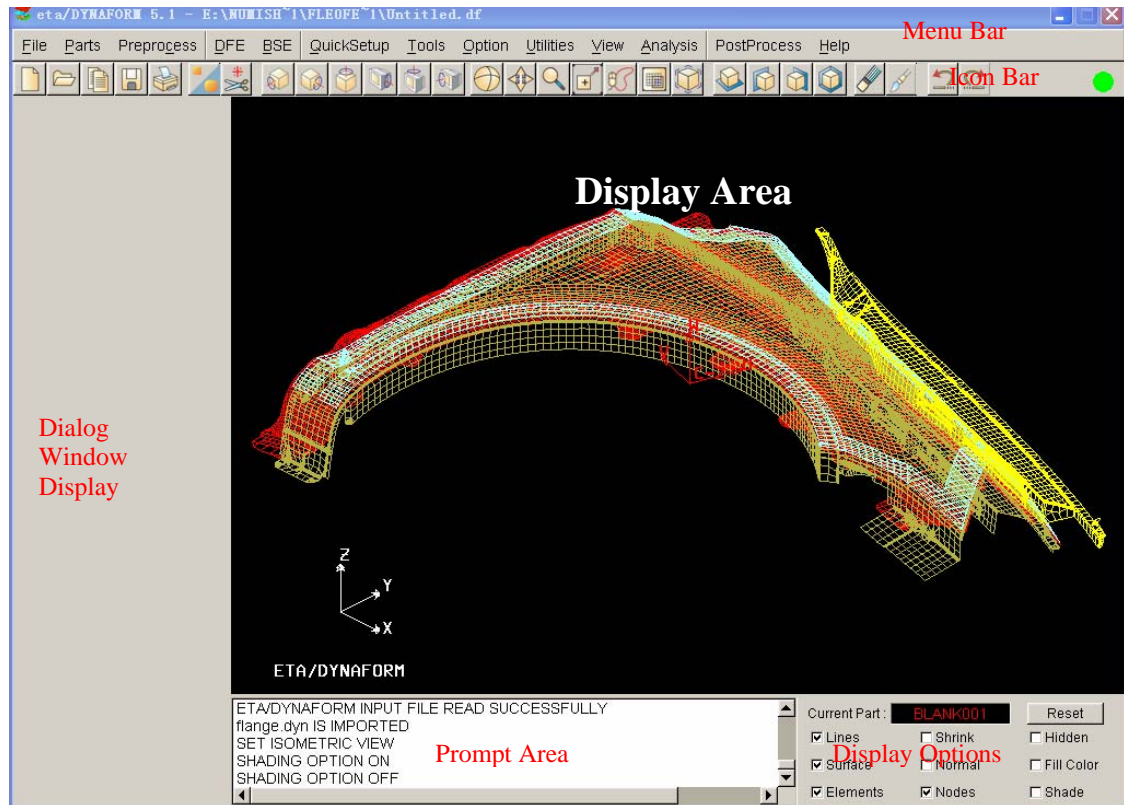 eta/DYNAFORM 5.1 - E:\NUMISH~1\FLEOFE~1\Untitled.df
Menu Bar
File Parts Preprocess DFE BSE QuickSetup Tools Option Utilities View Analysis PostProcess Help
Icon Bar
Display Area
Dialog
Window
Display
Z
Y
X
ETA/DYNAFORM
ETA/DYNAFORM INPUT FILE READ SUCCESSFULLY
flange.dyn IS IMPORTED
SET ISOMETRIC VIEW
SHADING OPTION ON
SHADING OPTION OFF
Prompt Area
Current Part : BLANK001 Reset
Lines Shrink Hidden
Display Options
Surface Normal Fill Color
Elements Nodes Shade